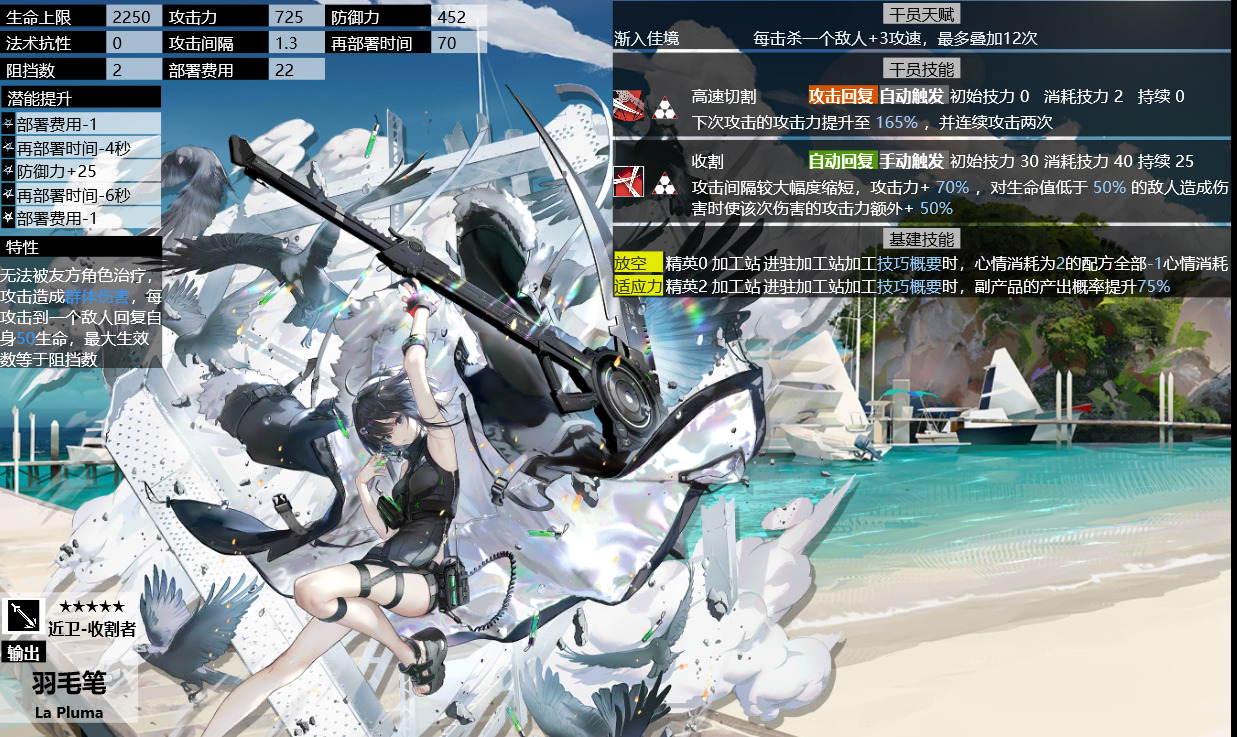 生命上限 2250 攻击力 725 防御力 452
法术抗性 0 攻击间隔 1.3 再部署时间 70
阻挡数 2 部署费用 22
潜能提升
部署费用-1
再部署时间-4秒
防御力+25
再部署时间-6秒
部署费用-1
特性
无法被友方角色治疗，
攻击造成群体伤害，每
攻击到一个敌人回复自
身50生命，最大生效
数等于阻挡数
★★★★★
近卫-收割者
输出
羽毛笔
La Pluma
干员天赋
渐入佳境 每击杀一个敌人+3攻速，最多叠加12次
干员技能
高速切割 攻击回复 自动触发 初始技力 0 消耗技力 2 持续 0
下次攻击的攻击力提升至 165% ，并连续攻击两次
收割 自动回复 手动触发 初始技力 30 消耗技力 40 持续 25
攻击间隔较大幅度缩短，攻击力+ 70% ，对生命值低于 50% 的敌人造成伤
害时使该次伤害的攻击力额外+ 50%
基建技能
放空 精英0 加工站 进驻加工站加工技巧概要时，心情消耗为2的配方全部-1心情消耗
适应力 精英2 加工站 进驻加工站加工技巧概要时，副产品的产出概率提升75%